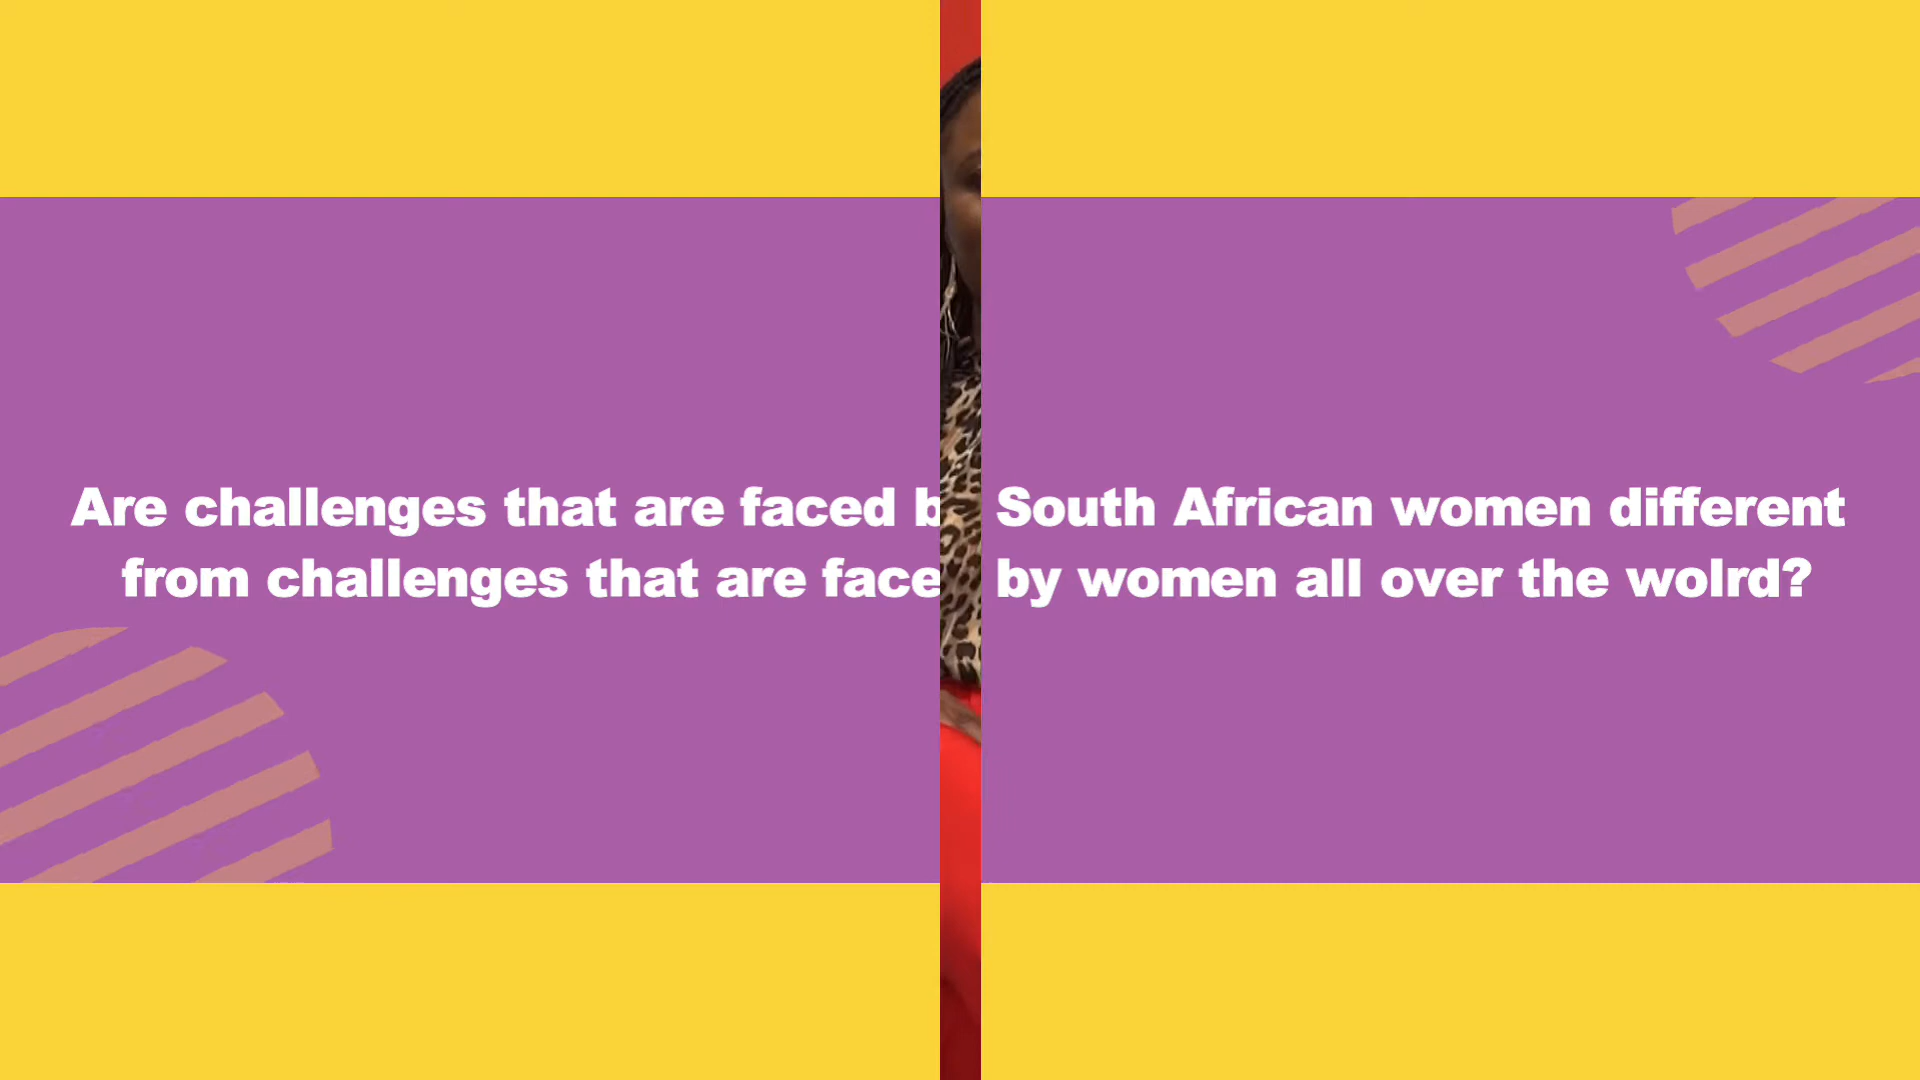 Are challenges that are faced b South African women different
from challenges that are face by women all over the wolrd?